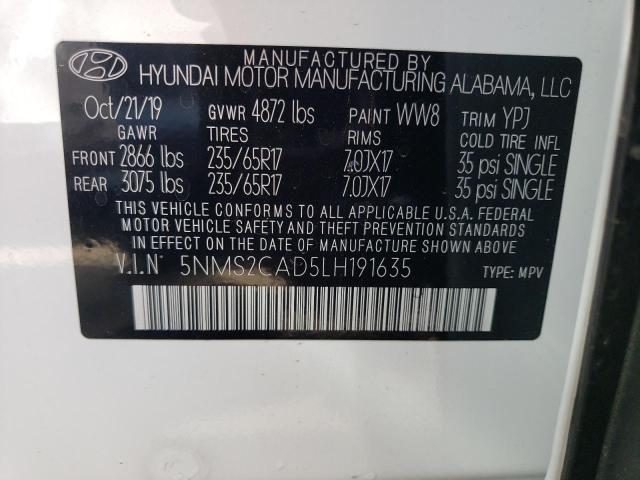 MANUFACTURED BY
HYUNDAI MOTOR MANUFACTURING ALABAMA, LLC
Oct/21/19 GVWR 4872 lbs PAINT WW8 TRIM YPJ
GAWR TIRES RIMS COLD TIRE INFL
FRONT 2866 lbs 235/65R17 7.0JX17 35 psi SINGLE
REAR 3075 lbs 235/65R17 7.0JX17 35 psi SINGLE
THIS VEHICLE CONFORMS TO ALL APPLICABLE U.S.A. FEDERAL
MOTOR VEHICLE SAFETY AND THEFT PREVENTION STANDARDS
IN EFFECT ON THE DATE OF MANUFACTURE SHOWN ABOVE.
V.I.N 5NMS2CAD5LH191635 TYPE: MPV